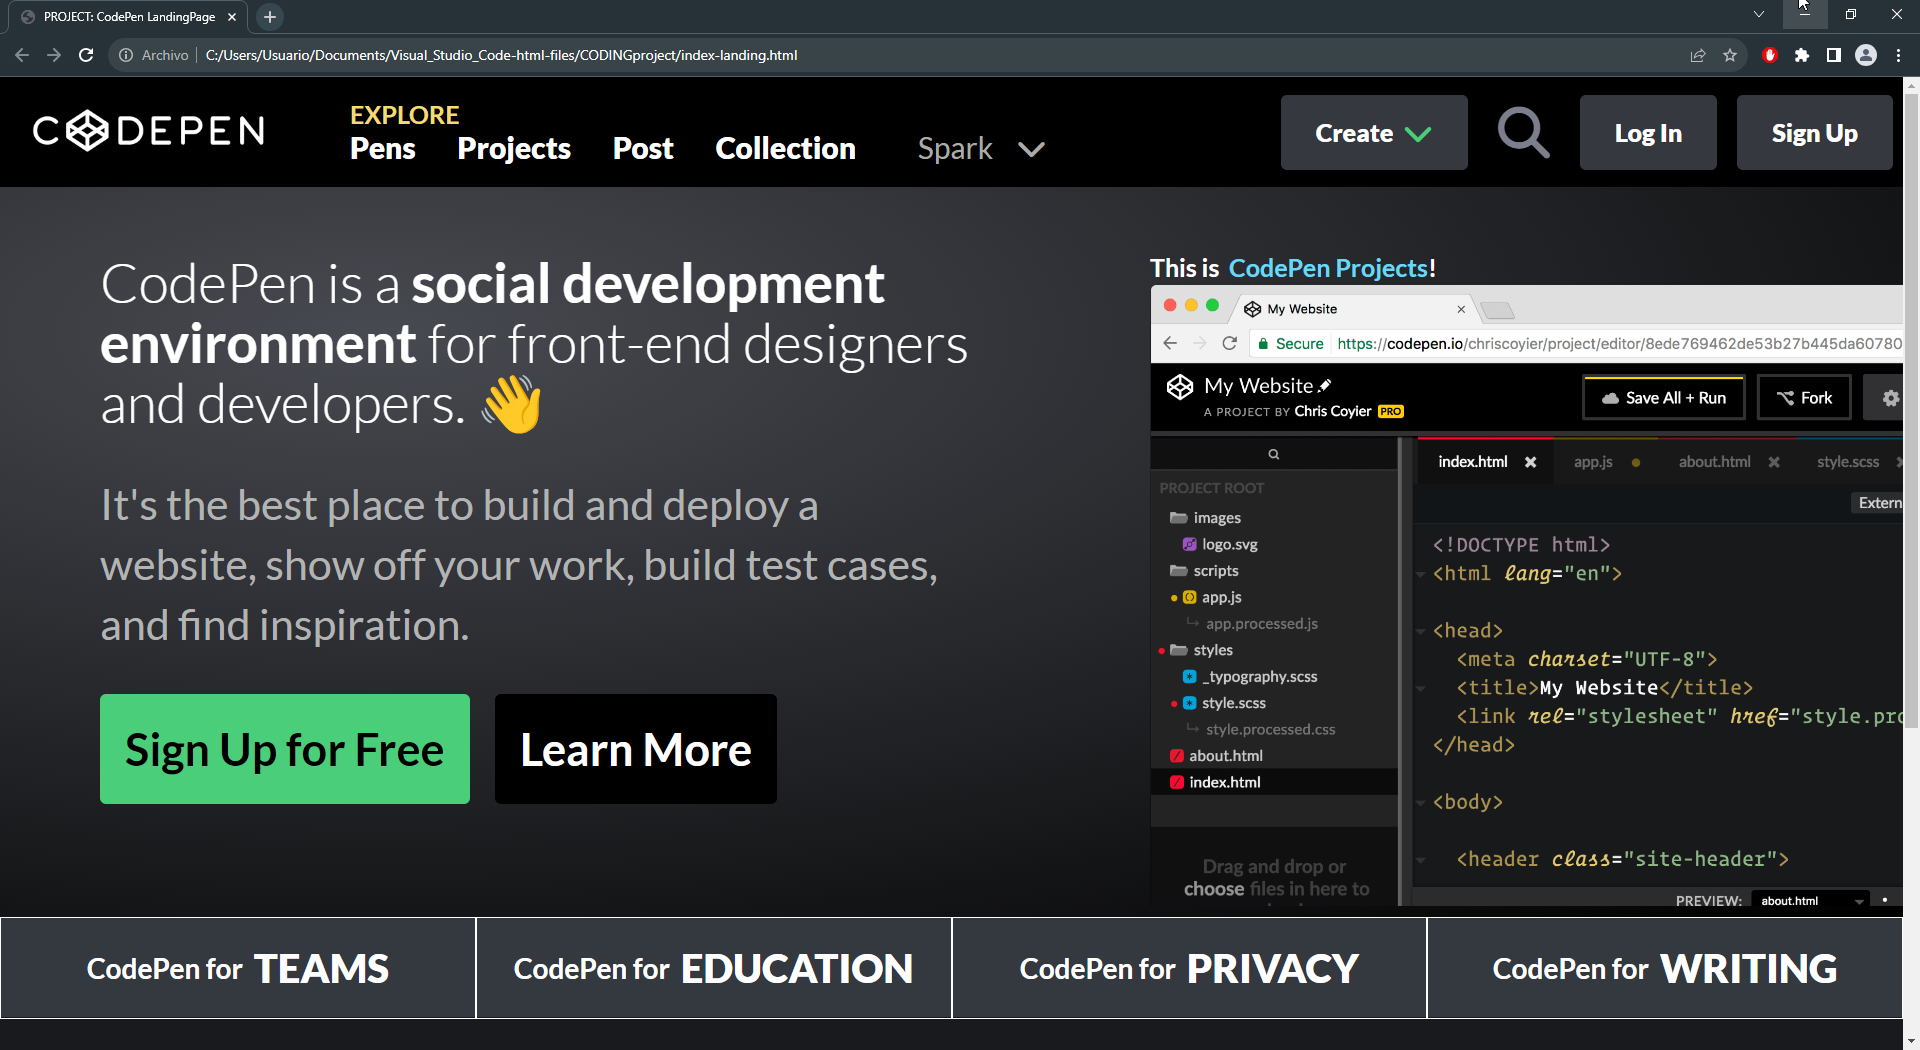 PROJECT: CodePen LandingPage
Archivo C:/Users/Usuario/Documents/Visual_Studio_Code-html-files/CODINGproject/index-landing.html
CODEPEN
EXPLORE
Pens Projects Post Collection Spark
Create
Log In
Sign Up
CodePen is a social development
environment for front-end designers
and developers. 👋
It's the best place to build and deploy a
website, show off your work, build test cases,
and find inspiration.
Sign Up for Free
Learn More
This is CodePen Projects!
My Website
Secure https://codepen.io/chriscoyier/project/editor/8ede769462de53b27b445da60780
My Website
A PROJECT BY Chris Coyier PRO
Save All + Run
Fork
PROJECT ROOT
images
logo.svg
scripts
app.js
app.processed.js
styles
_typography.scss
style.scss
style.processed.css
about.html
index.html
Drag and drop or
choose files in here to
index.html app.js about.html style.scss
Extern
<!DOCTYPE html>
<html lang="en">
<head>
<meta charset="UTF-8">
<title>My Website</title>
<link rel="stylesheet" href="style.pro
</head>
<body>
<header class="site-header">
PREVIEW: about.html
CodePen for TEAMS
CodePen for EDUCATION
CodePen for PRIVACY
CodePen for WRITING